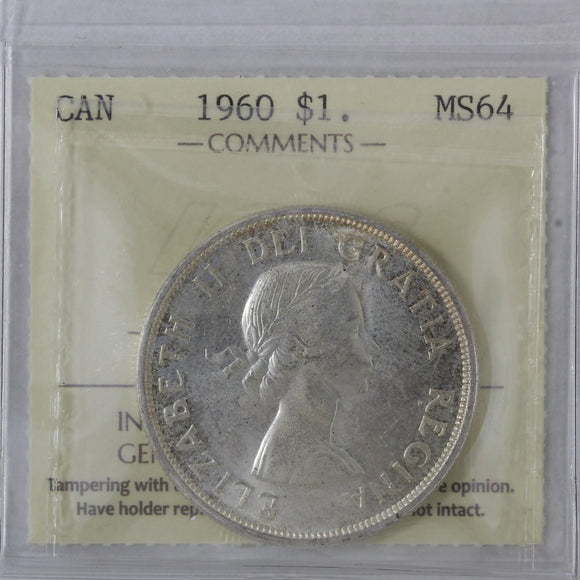 CAN 1960 $1. MS64
— COMMENTS —
ELIZABETH II DEI GRATIA REGINA
IN
GE
Tampering with e opinion.
Have holder rep not intact.